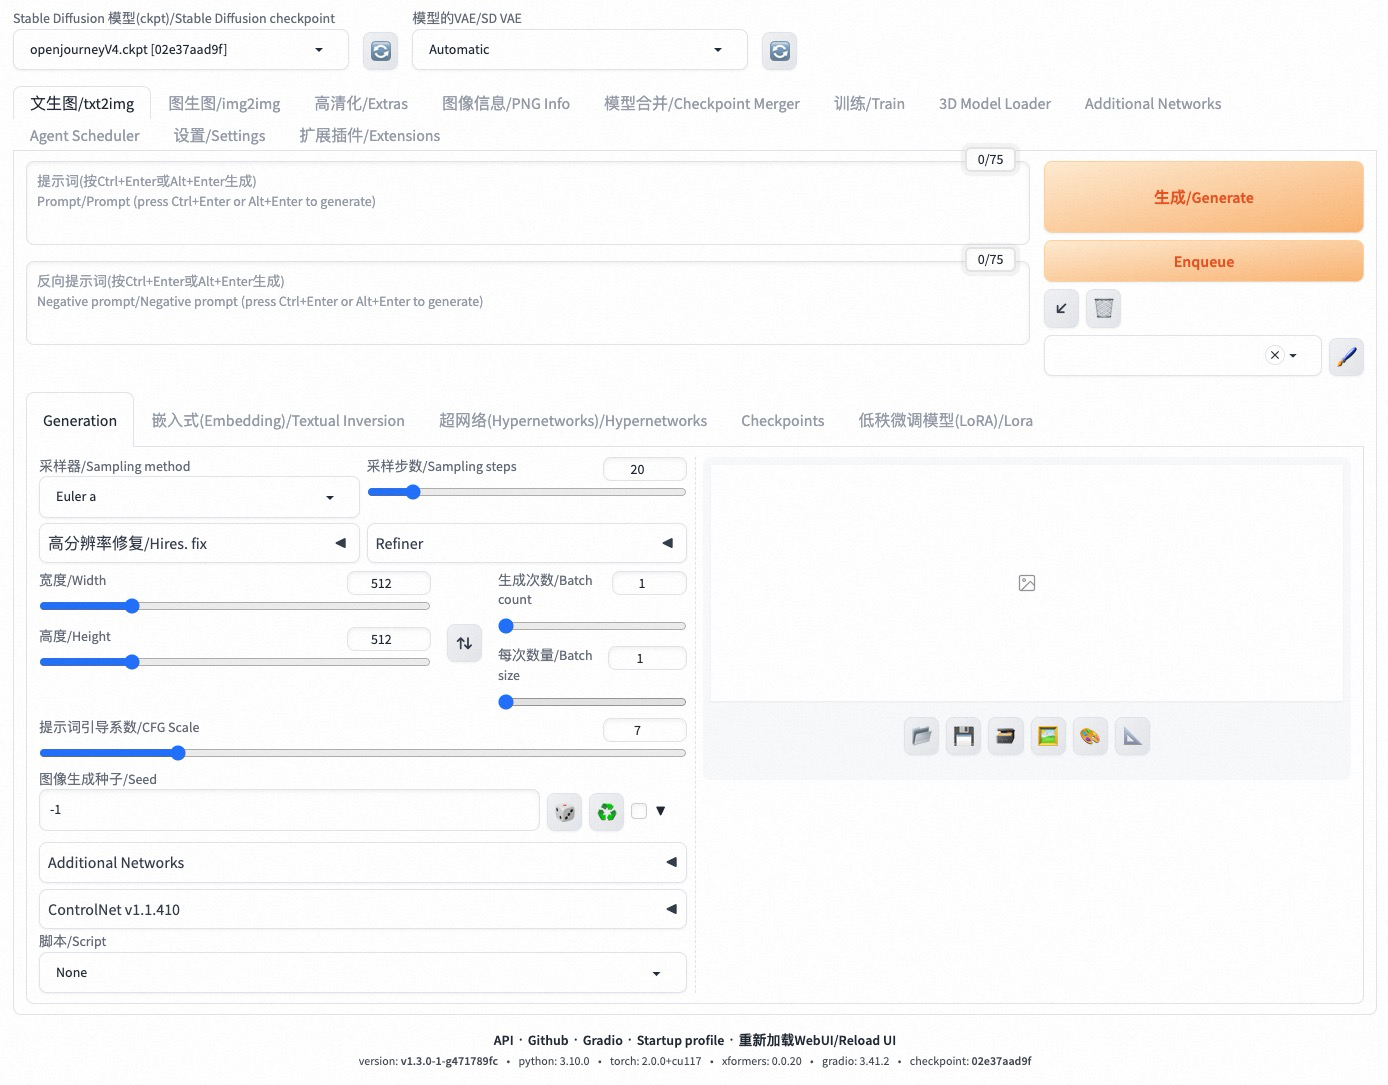 Stable Diffusion 模型(ckpt)/Stable Diffusion checkpoint
模型的VAE/SD VAE
openjourneyV4.ckpt [02e37aad9f]
Automatic
文生图/txt2img
图生图/img2img
高清化/Extras
图像信息/PNG Info
模型合并/Checkpoint Merger
训练/Train
3D Model Loader
Additional Networks
Agent Scheduler
设置/Settings
扩展插件/Extensions
0/75
提示词(按Ctrl+Enter或Alt+Enter生成)
Prompt/Prompt (press Ctrl+Enter or Alt+Enter to generate)
生成/Generate
0/75
反向提示词(按Ctrl+Enter或Alt+Enter生成)
Negative prompt/Negative prompt (press Ctrl+Enter or Alt+Enter to generate)
Enqueue
Generation
嵌入式(Embedding)/Textual Inversion
超网络(Hypernetworks)/Hypernetworks
Checkpoints
低秩微调模型(LoRA)/Lora
采样器/Sampling method
Euler a
采样步数/Sampling steps
20
高分辨率修复/Hires. fix
Refiner
宽度/Width
512
高度/Height
512
生成次数/Batch
count
1
每次数量/Batch
size
1
提示词引导系数/CFG Scale
7
图像生成种子/Seed
-1
Additional Networks
ControlNet v1.1.410
脚本/Script
None
API · Github · Gradio · Startup profile · 重新加载WebUI/Reload UI
version: v1.3.0-1-g471789fc • python: 3.10.0 • torch: 2.0.0+cu117 • xformers: 0.0.20 • gradio: 3.41.2 • checkpoint: 02e37aad9f